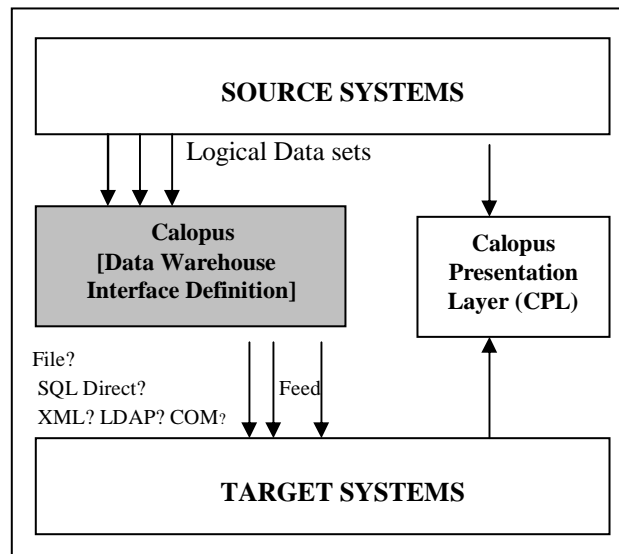 SOURCE SYSTEMS
Logical Data sets
Calopus
[Data Warehouse
Interface Definition]
Calopus
Presentation
Layer (CPL)
File?
SQL Direct?
Feed
XML? LDAP? COM?
TARGET SYSTEMS